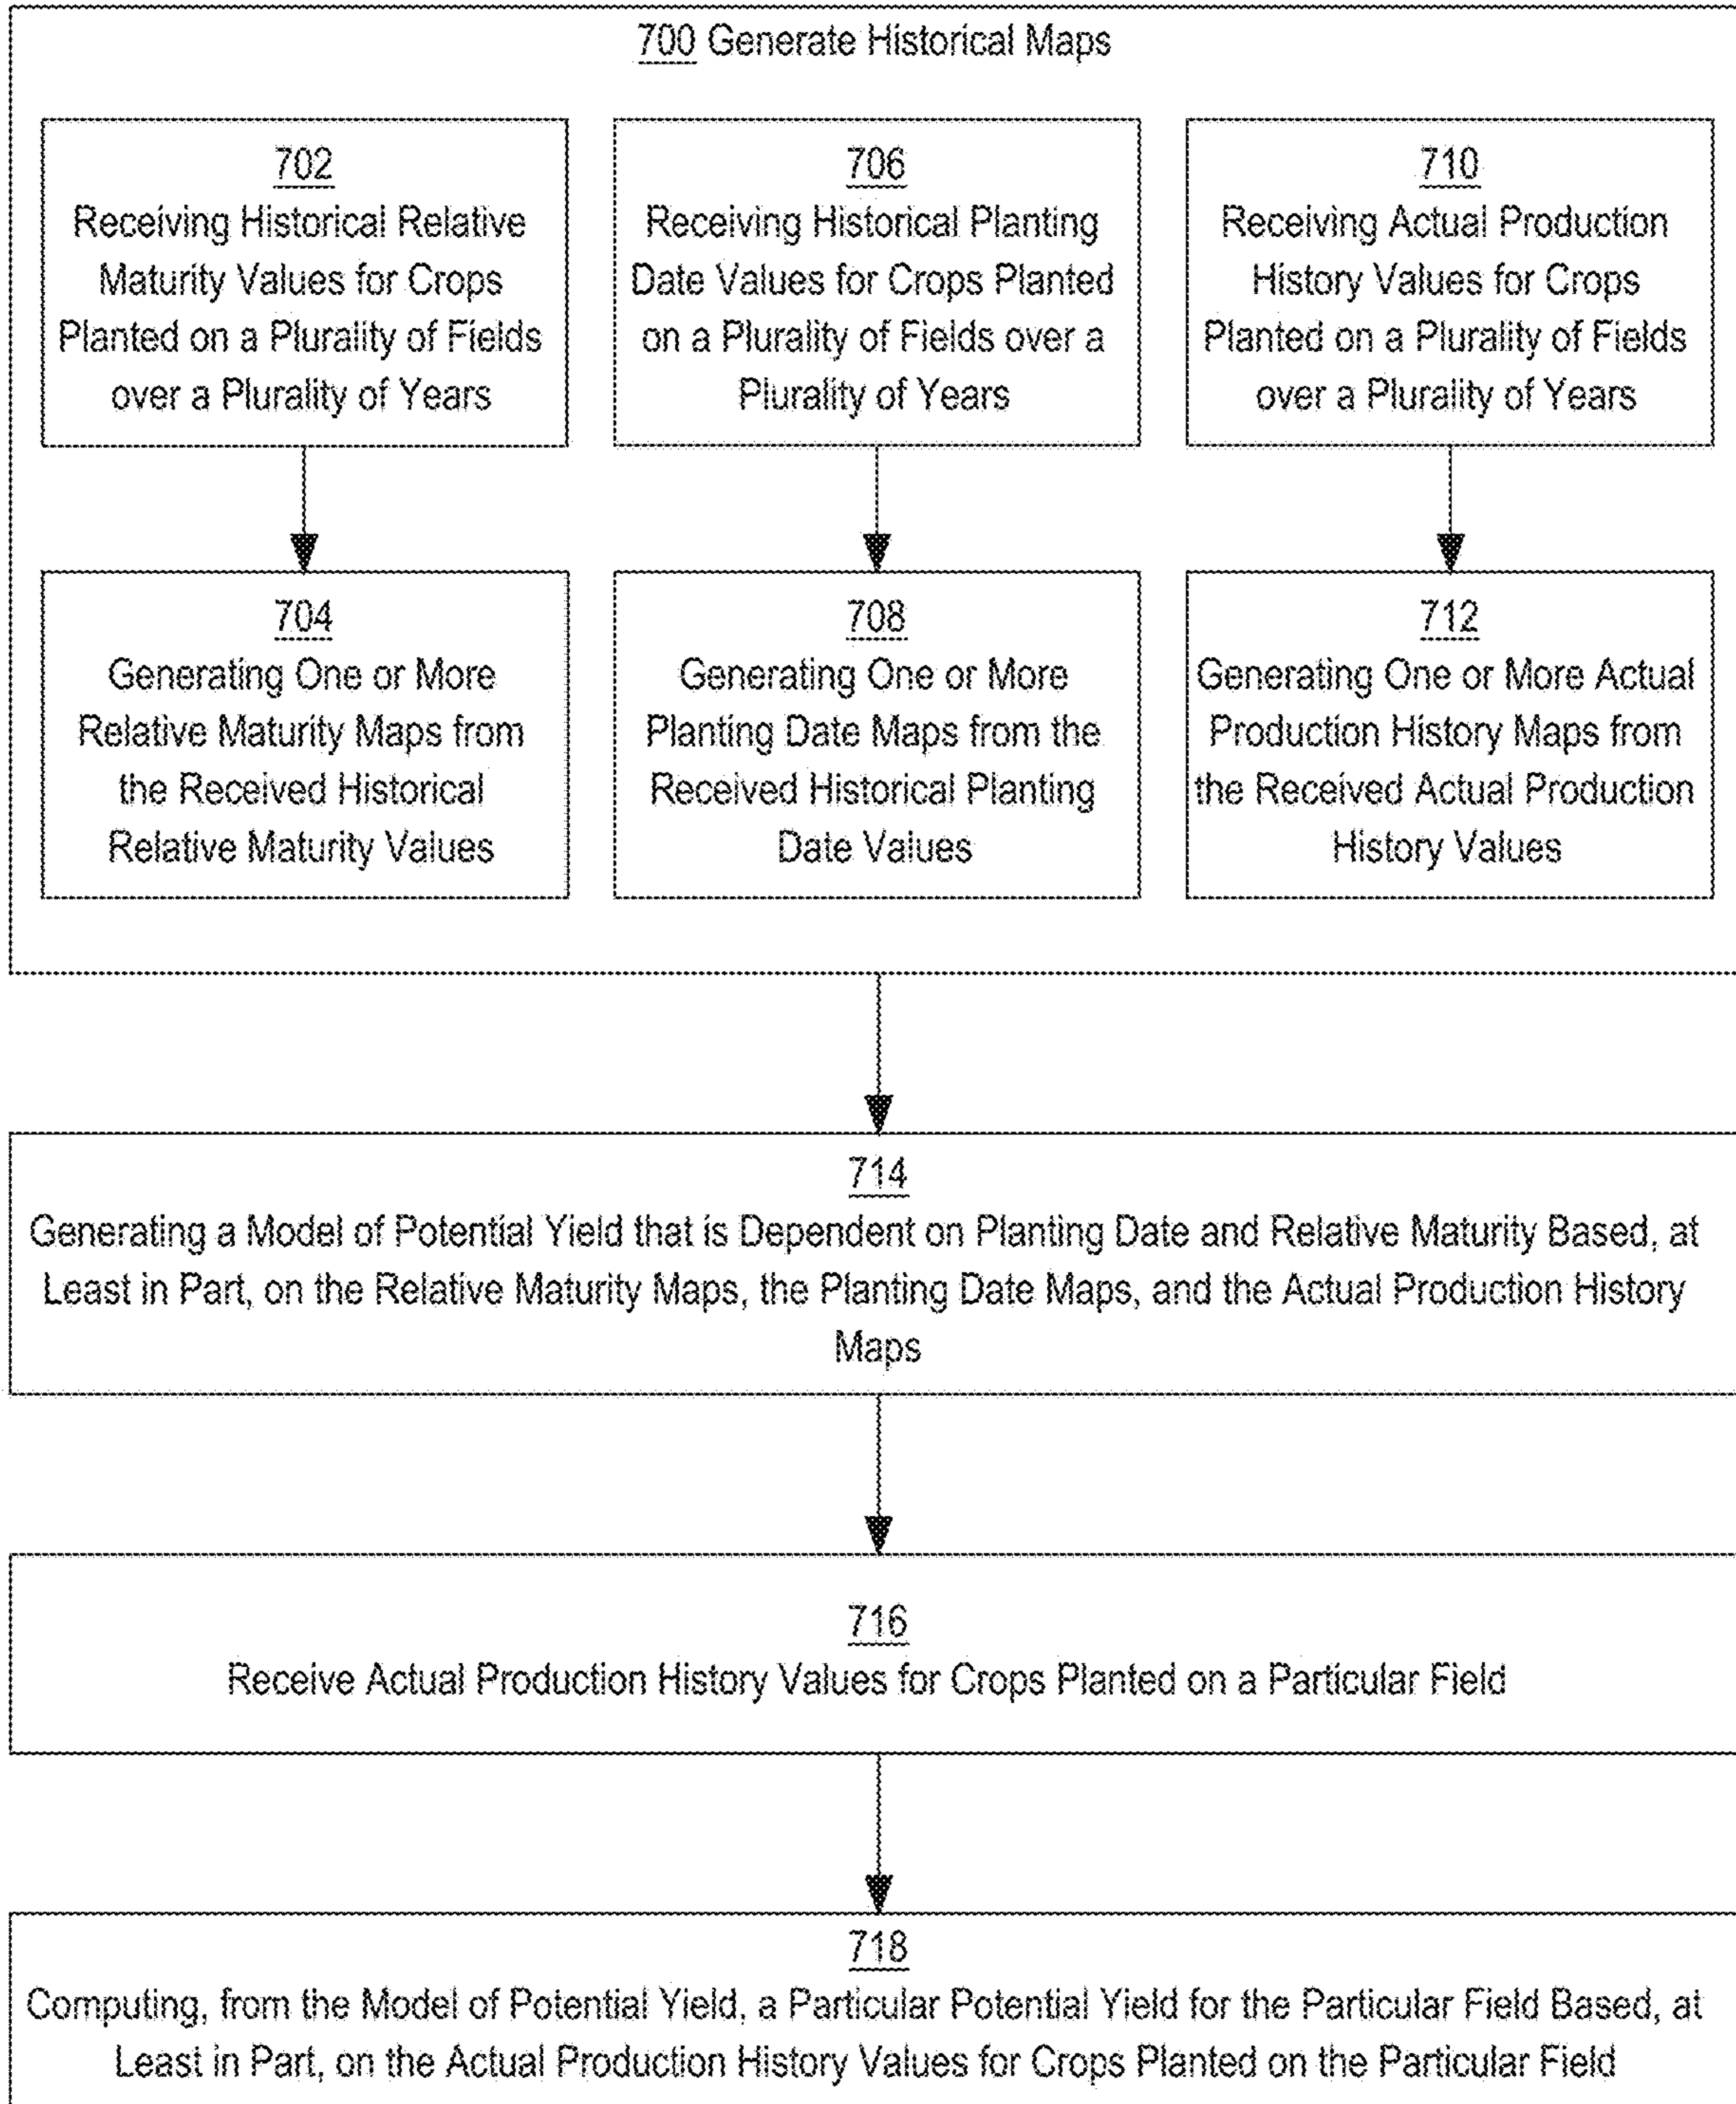 700 Generate Historical Maps
702
Receiving Historical Relative
Maturity Values for Crops
Planted on a Plurality of Fields
over a Plurality of Years
706
Receiving Historical Planting
Date Values for Crops Planted
on a Plurality of Fields over a
Plurality of Years
710
Receiving Actual Production
History Values for Crops
Planted on a Plurality of Fields
over a Plurality of Years
704
Generating One or More
Relative Maturity Maps from
the Received Historical
Relative Maturity Values
708
Generating One or More
Planting Date Maps from the
Received Historical Planting
Date Values
712
Generating One or More Actual
Production History Maps from
the Received Actual Production
History Values
714
Generating a Model of Potential Yield that is Dependent on Planting Date and Relative Maturity Based, at
Least in Part, on the Relative Maturity Maps, the Planting Date Maps, and the Actual Production History
Maps
716
Receive Actual Production History Values for Crops Planted on a Particular Field
718
Computing, from the Model of Potential Yield, a Particular Potential Yield for the Particular Field Based, at
Least in Part, on the Actual Production History Values for Crops Planted on the Particular Field